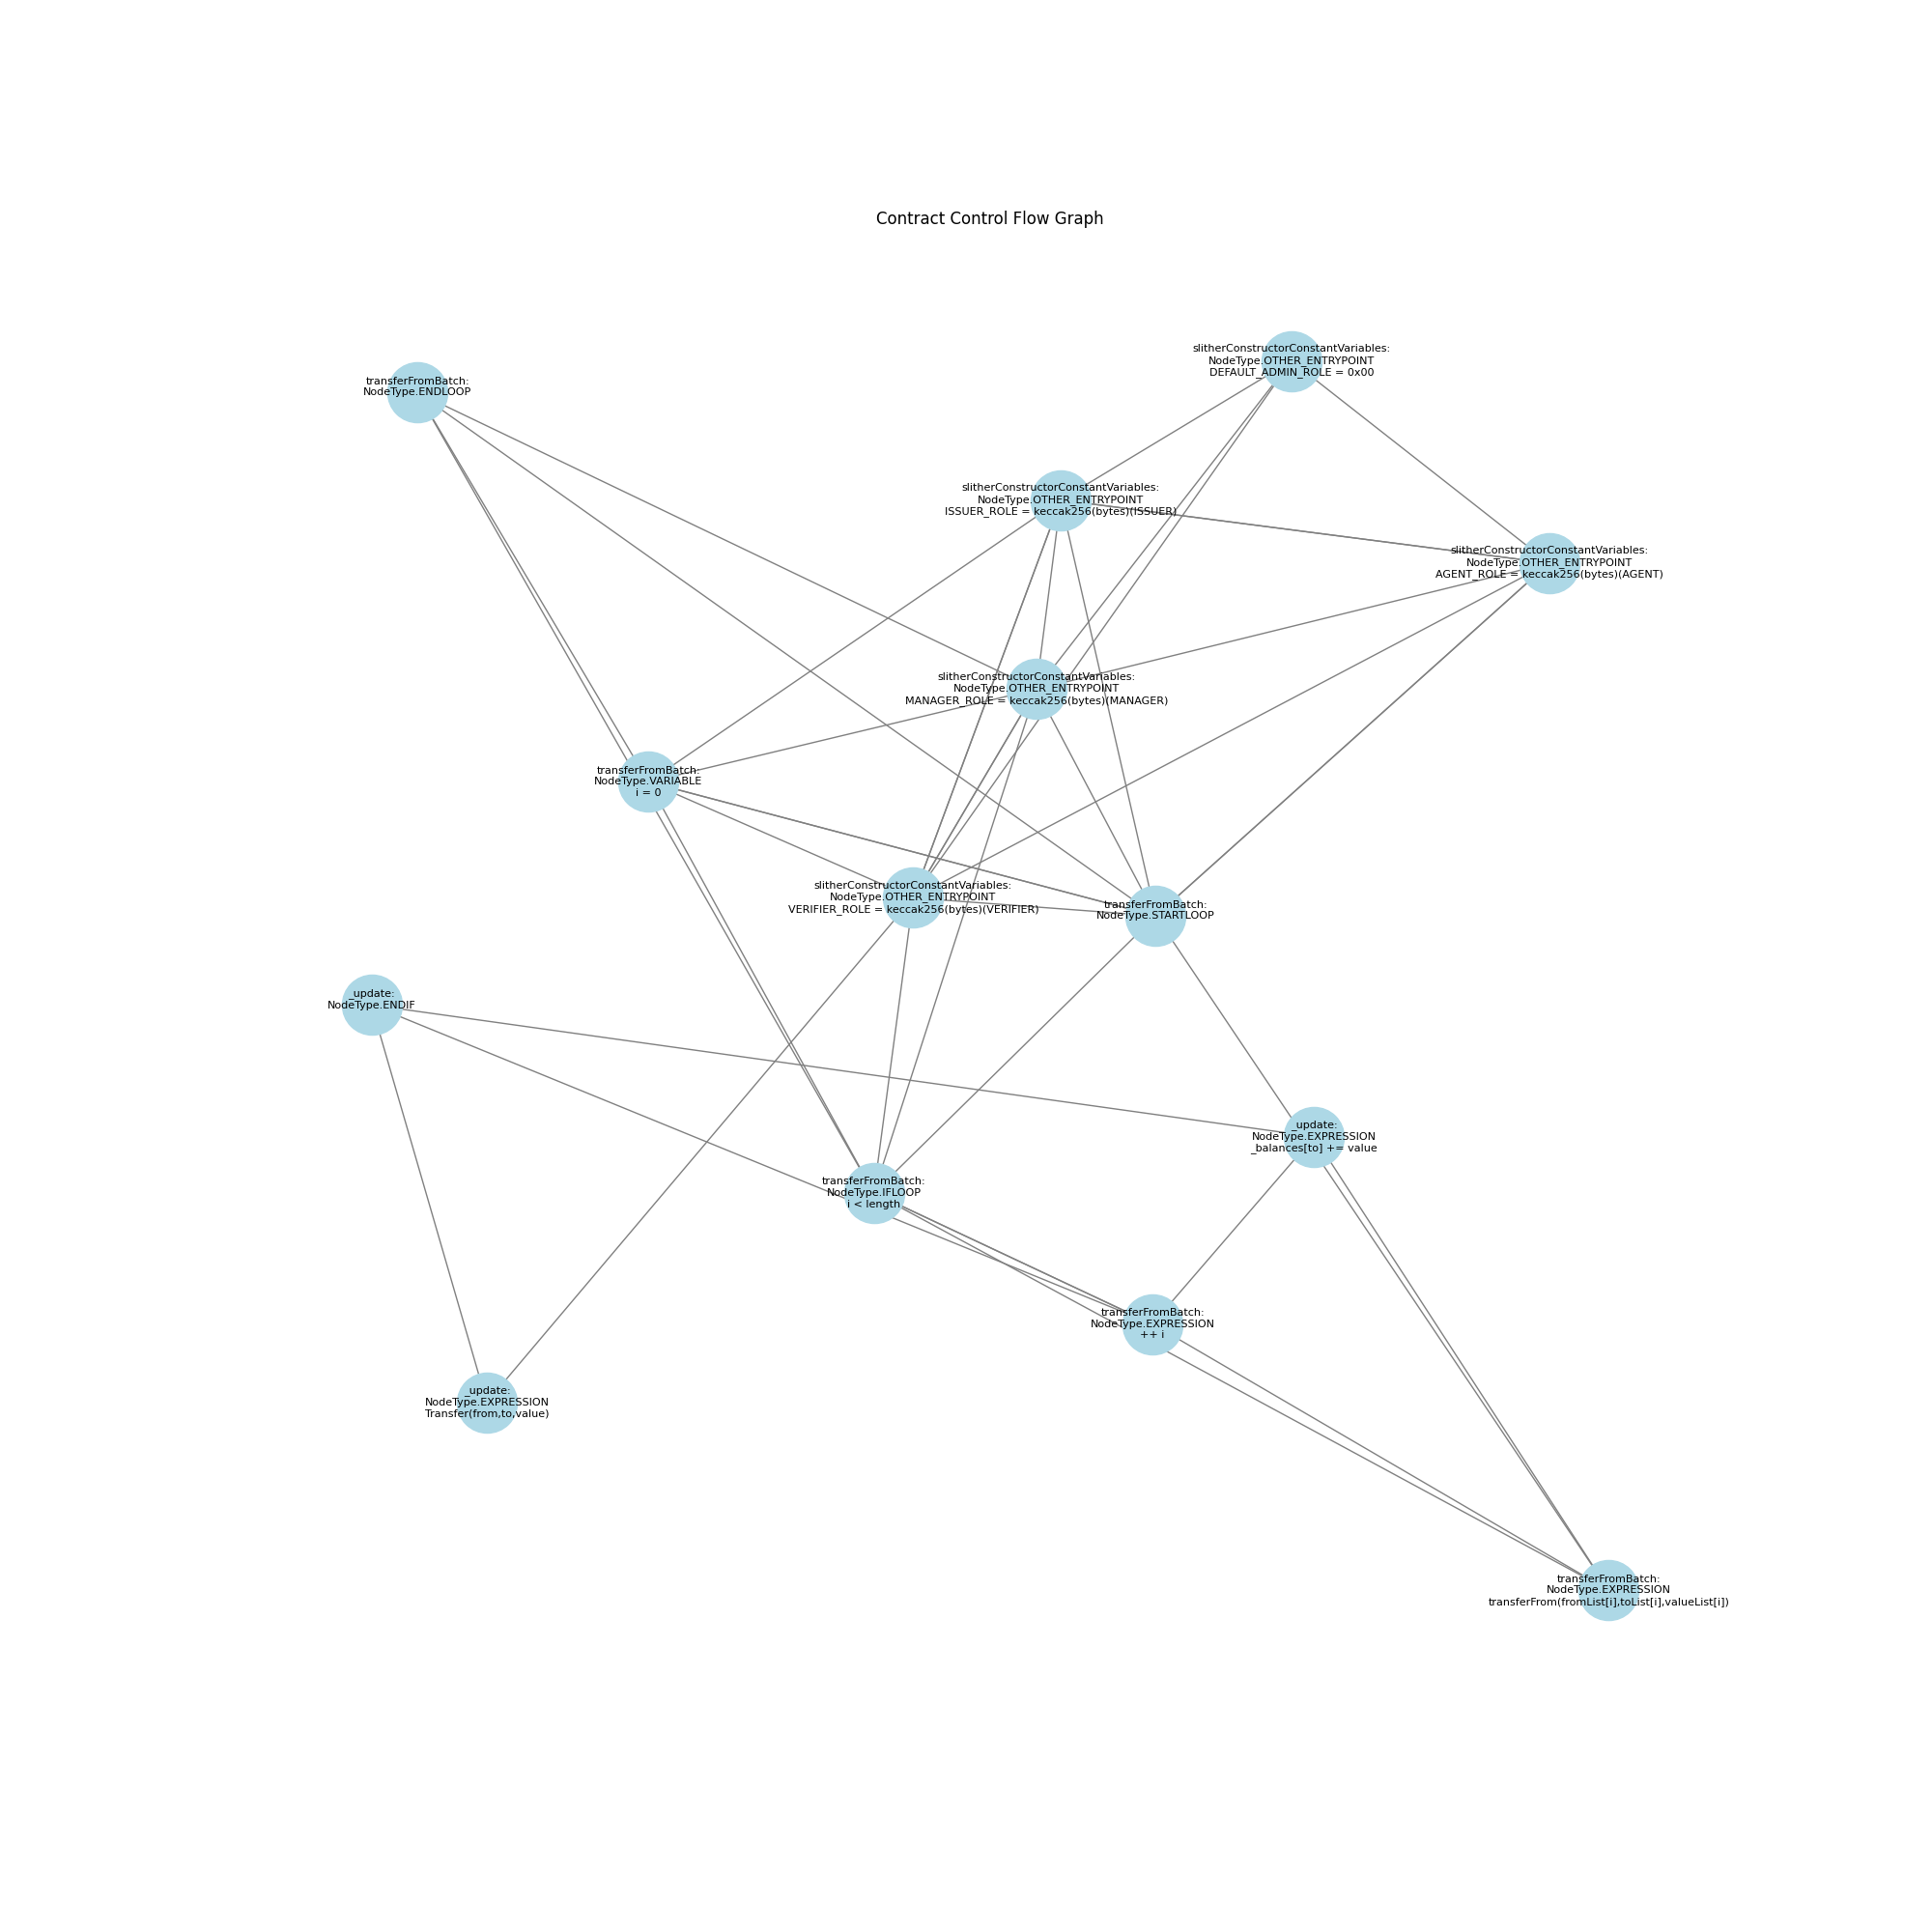 Contract Control Flow Graph
slitherConstructorConstantVariables:
NodeType.OTHER_ENTRYPOINT
DEFAULT_ADMIN_ROLE = 0x00
transferFromBatch:
NodeType.ENDLOOP
slitherConstructorConstantVariables:
NodeType.OTHER_ENTRYPOINT
ISSUER_ROLE = keccak256(bytes)(ISSUER)
slitherConstructorConstantVariables:
NodeType.OTHER_ENTRYPOINT
AGENT_ROLE = keccak256(bytes)(AGENT)
slitherConstructorConstantVariables:
NodeType.OTHER_ENTRYPOINT
MANAGER_ROLE = keccak256(bytes)(MANAGER)
transferFromBatch:
NodeType.VARIABLE
i = 0
slitherConstructorConstantVariables:
NodeType.OTHER_ENTRYPOINT
VERIFIER_ROLE = keccak256(bytes)(VERIFIER)
transferFromBatch:
NodeType.STARTLOOP
_update:
NodeType.ENDIF
_update:
NodeType.EXPRESSION
_balances[to] += value
transferFromBatch:
NodeType.IFLOOP
i < length
transferFromBatch:
NodeType.EXPRESSION
++ i
_update:
NodeType.EXPRESSION
Transfer(from,to,value)
transferFromBatch:
NodeType.EXPRESSION
transferFrom(fromList[i],toList[i],valueList[i])